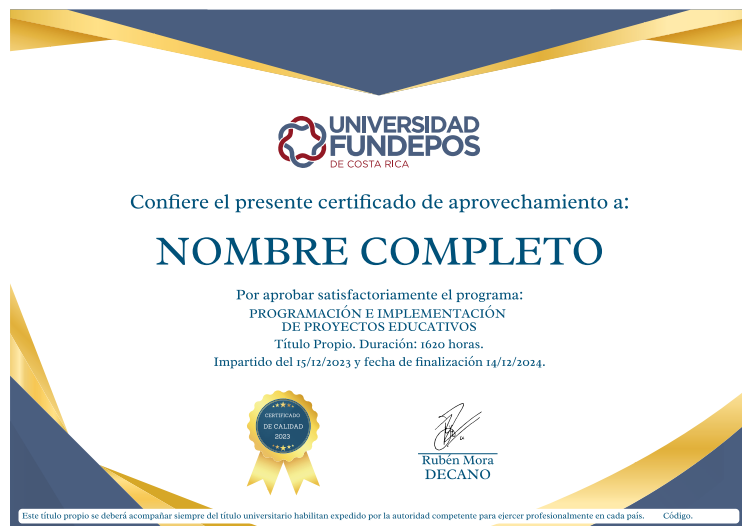 UNIVERSIDAD
FUNDEPOS
DE COSTA RICA
Confiere el presente certificado de aprovechamiento a:
NOMBRE COMPLETO
Por aprobar satisfactoriamente el programa:
PROGRAMACIÓN E IMPLEMENTACIÓN
DE PROYECTOS EDUCATIVOS
Título Propio. Duración: 1620 horas.
Impartido del 15/12/2023 y fecha de finalización 14/12/2024.
CERTIFICADO
DE CALIDAD
2023
Rubén Mora
DECANO
Este título propio se deberá acompañar siempre del título universitario habilitan expedido por la autoridad competente para ejercer profesionalmente en cada país. Código.